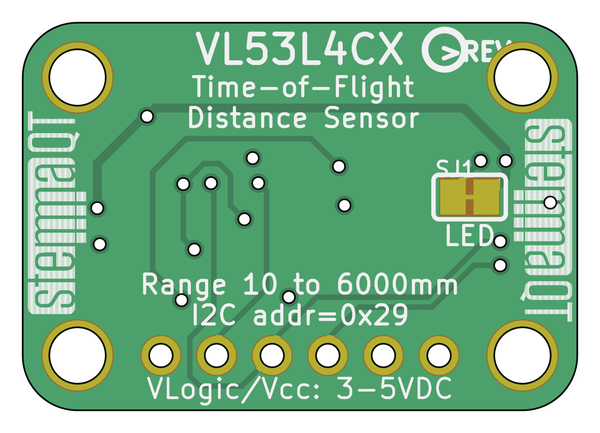 VL53L4CX
>REV
Time-of-Flight
Distance Sensor
stemmaQT
stemmaQT
SJ1
LED
Range 10 to 6000mm
I2C addr=0x29
VLogic/Vcc: 3-5VDC